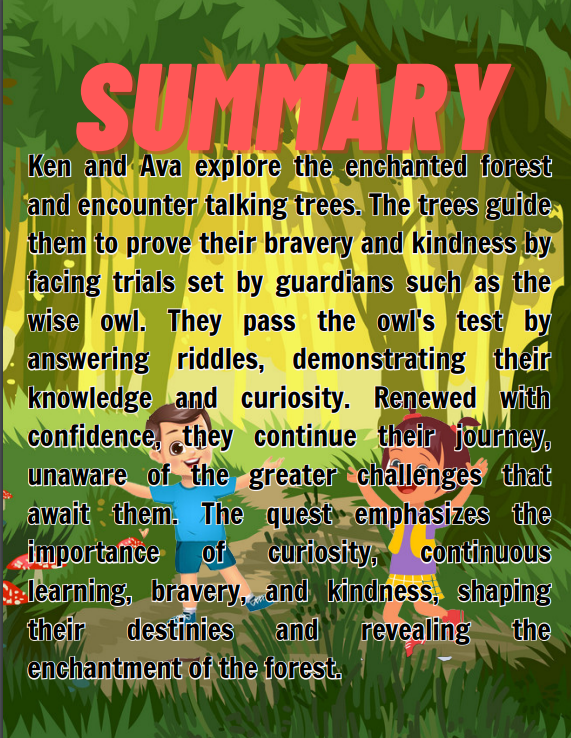 SUMMARY
Ken and Ava explore the enchanted forest
and encounter talking trees. The trees guide
them to prove their bravery and kindness by
facing trials set by guardians such as the
wise owl. They pass the owl's test by
answering riddles, demonstrating their
knowledge and curiosity. Renewed with
confidence, they continue their journey,
unaware of the greater challenges that
await them. The quest emphasizes the
importance of curiosity, continuous
learning, bravery, and kindness, shaping
their destinies and revealing the
enchantment of the forest.